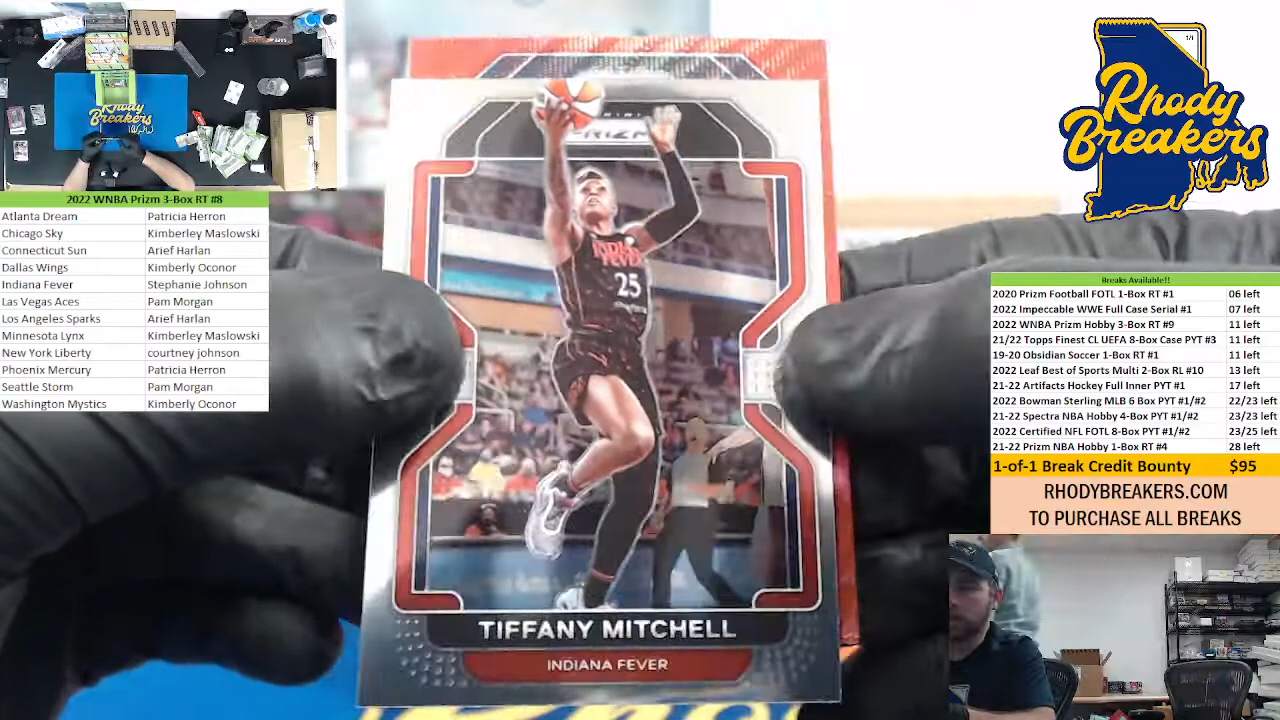 Rhody
Breakers
2022 WNBA Prizm 3-Box RT #8
Atlanta Dream Patricia Herron
Chicago Sky Kimberley Maslowski
Connecticut Sun Arief Harlan
Dallas Wings Kimberly Oconor
Indiana Fever Stephanie Johnson
Las Vegas Aces Pam Morgan
Los Angeles Sparks Arief Harlan
Minnesota Lynx Kimberley Maslowski
New York Liberty courtney johnson
Phoenix Mercury Patricia Herron
Seattle Storm Pam Morgan
Washington Mystics Kimberly Oconor
PRIZM
INDIANA
FEVER
25
TIFFANY MITCHELL
INDIANA FEVER
1/1
Rhody
Breakers
Breaks Available!!
2020 Prizm Football FOTL 1-Box RT #1 06 left
2022 Impeccable WWE Full Case Serial #1 07 left
2022 WNBA Prizm Hobby 3-Box RT #9 11 left
21/22 Topps Finest CL UEFA 8-Box Case PYT #3 11 left
19-20 Obsidian Soccer 1-Box RT #1 11 left
2022 Leaf Best of Sports Multi 2-Box RL #10 13 left
21-22 Artifacts Hockey Full Inner PYT #1 17 left
2022 Bowman Sterling MLB 6 Box PYT #1/#2 22/23 left
21-22 Spectra NBA Hobby 4-Box PYT #1/#2 23/23 left
2022 Certified NFL FOTL 8-Box PYT #1/#2 23/25 left
21-22 Prizm NBA Hobby 1-Box RT #4 28 left
1-of-1 Break Credit Bounty $95
RHODYBREAKERS.COM
TO PURCHASE ALL BREAKS